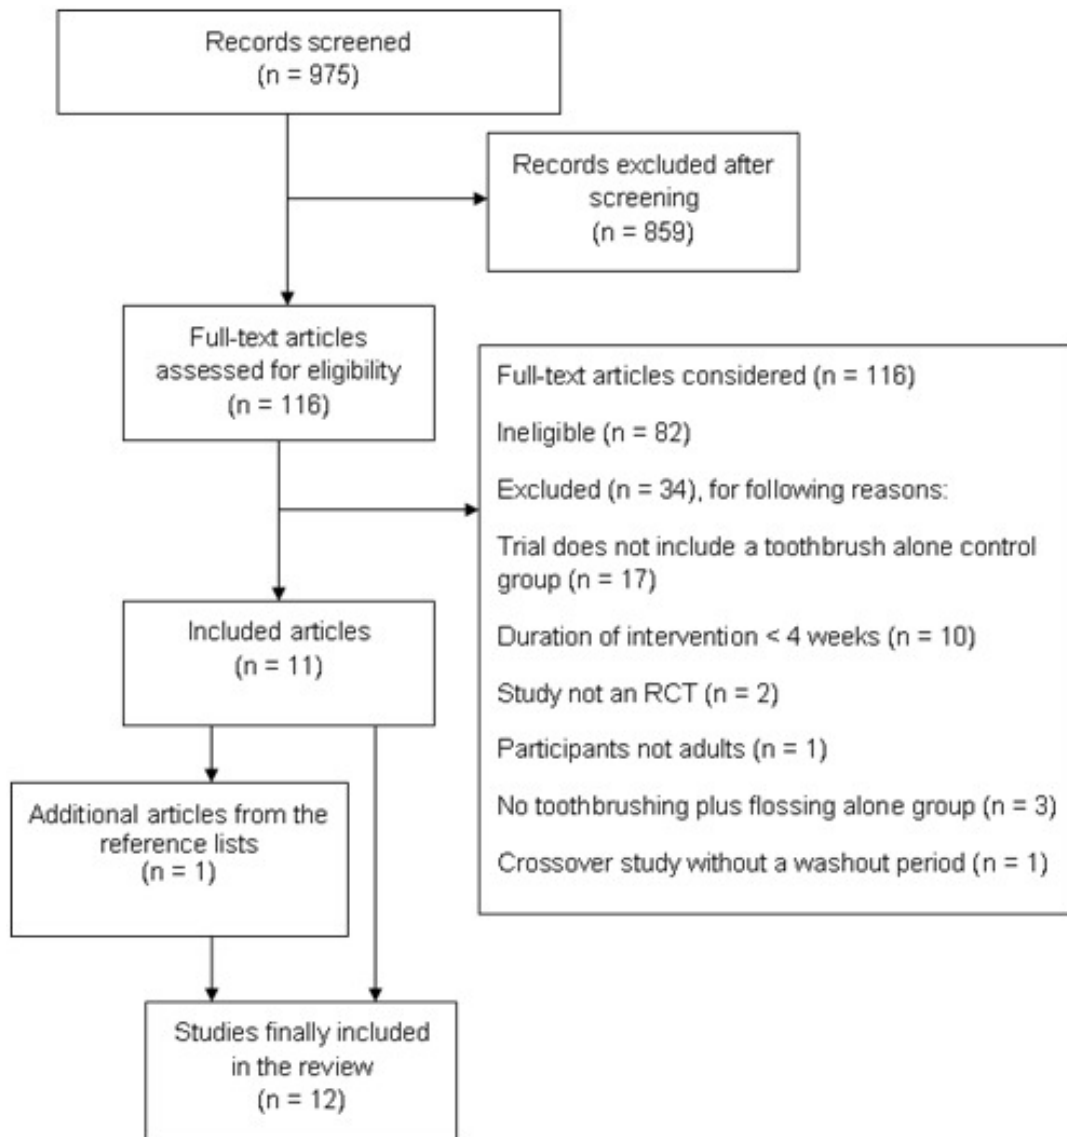 Records screened
(n = 975)
Records excluded after
screening
(n = 859)
Full-text articles
assessed for eligibility
(n = 116)
Full-text articles considered (n = 116)
Ineligible (n = 82)
Excluded (n = 34), for following reasons:
Trial does not include a toothbrush alone control
group (n = 17)
Duration of intervention < 4 weeks (n = 10)
Study not an RCT (n = 2)
Participants not adults (n = 1)
No toothbrushing plus flossing alone group (n = 3)
Crossover study without a washout period (n = 1)
Included articles
(n = 11)
Additional articles from the
reference lists
(n = 1)
Studies finally included
in the review
(n = 12)